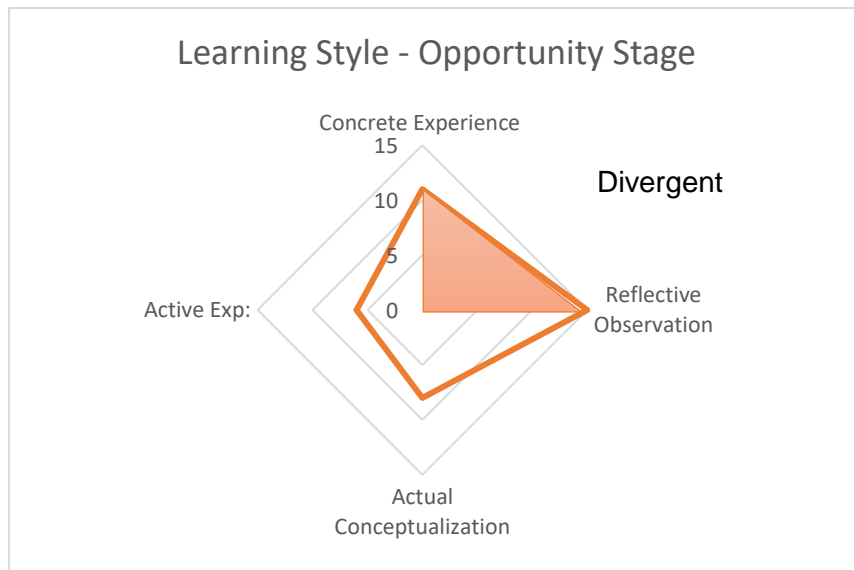 Learning Style - Opportunity Stage
Concrete Experience
15
Divergent
10
5
Active Exp:
0
Reflective
Observation
Actual
Conceptualization